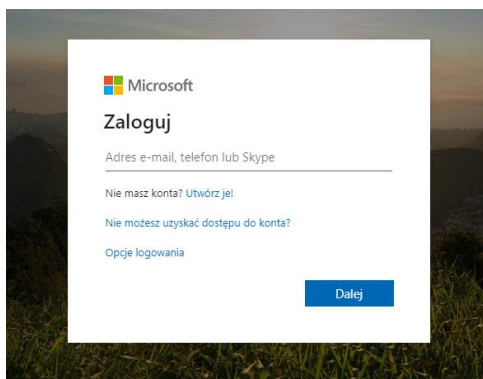 Microsoft
Zaloguj
Adres e-mail, telefon lub Skype
Nie masz konta? Utwórz je!
Nie możesz uzyskać dostępu do konta?
Opcje logowania
Dalej